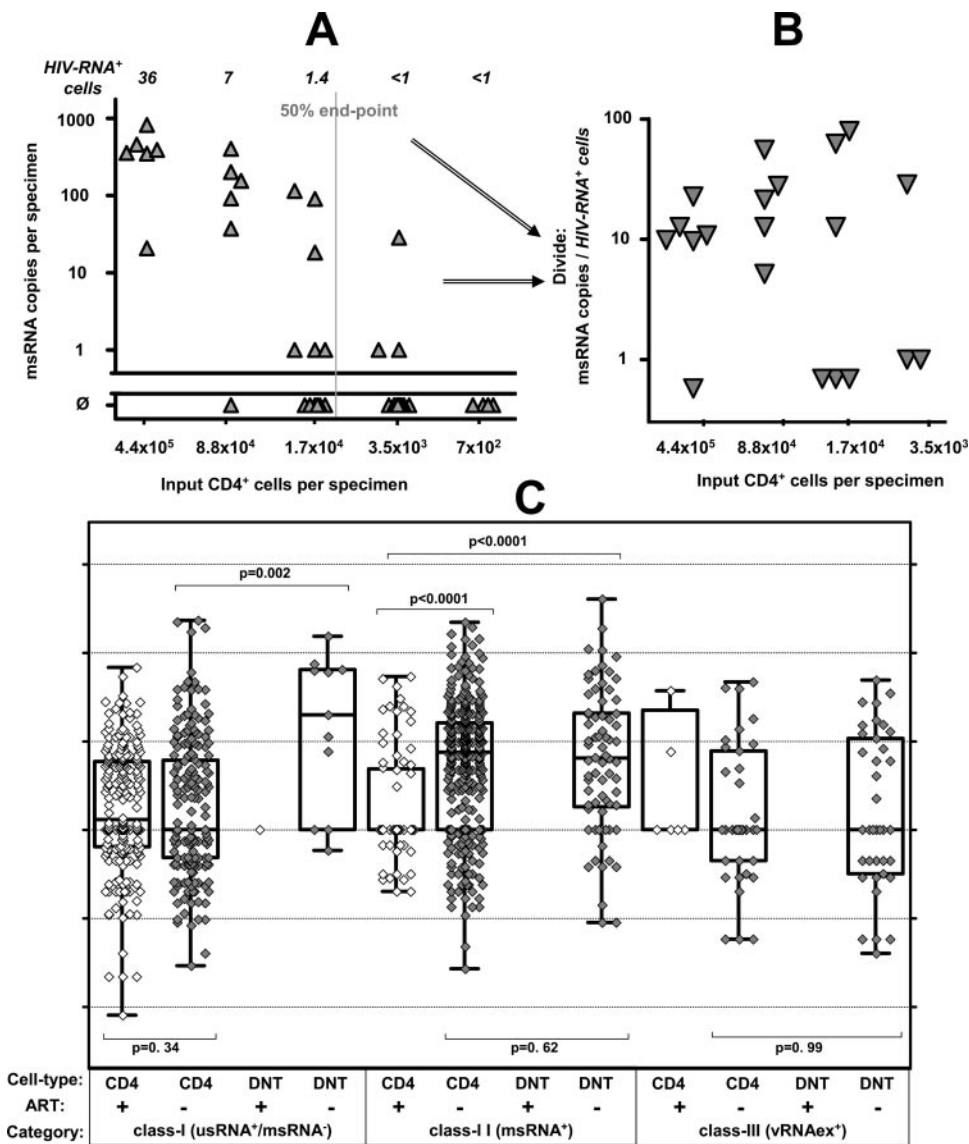 A
HIV-RNA+ cells 36 7 1.4 <1 <1
50% end-point
msRNA copies per specimen
1000
100
10
1
Ø
4.4x10⁵ 8.8x10⁴ 1.7x10⁴ 3.5x10³ 7x10²
Input CD4⁺ cells per specimen
B
Divide:
msRNA copies / HIV-RNA⁺ cells
100
10
1
4.4x10⁵ 8.8x10⁴ 1.7x10⁴ 3.5x10³
Input CD4⁺ cells per specimen
C
p<0.0001
p=0.002
p<0.0001
p=0. 34
p=0. 62
p=0. 99
Cell-type: CD4 CD4 DNT DNT CD4 CD4 DNT DNT CD4 CD4 DNT DNT
ART: + - + - + - + - + - + -
Category: class-I (usRNA⁺/msRNA⁻) class-I I (msRNA⁺) class-III (vRNAex⁺)